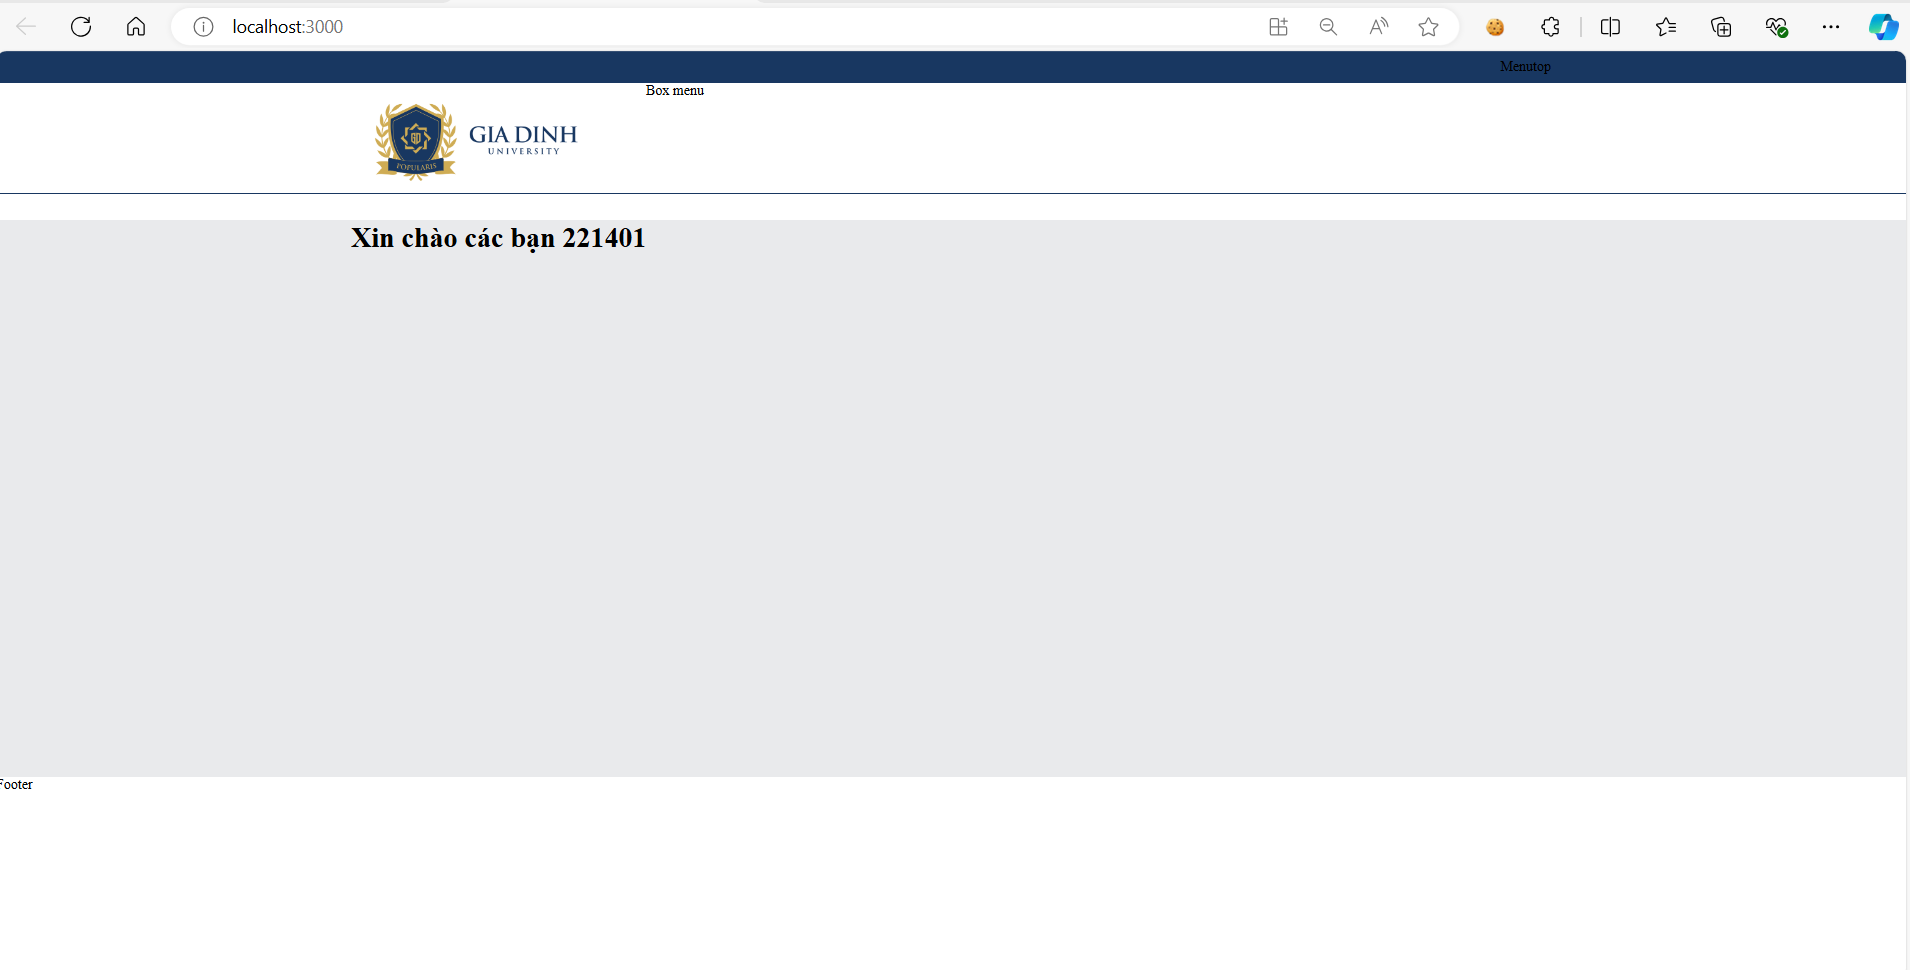 localhost:3000
Menutop
Box menu
GIA DINH
UNIVERSITY
POPULARIS
Xin chào các bạn 221401
Footer